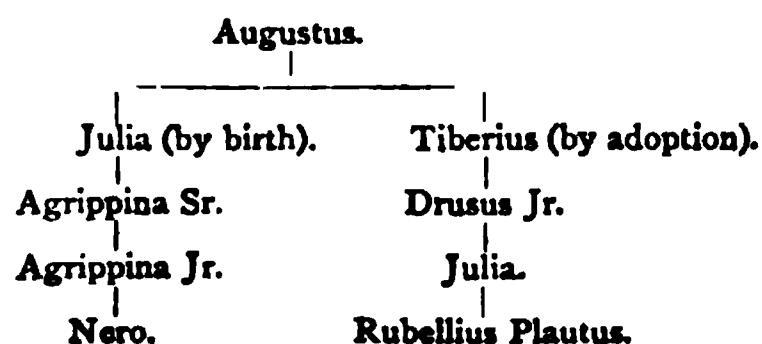 Augustus.
Julia (by birth). Tiberius (by adoption).
Agrippina Sr. Drusus Jr.
Agrippina Jr. Julia.
Nero. Rubellius Plautus.